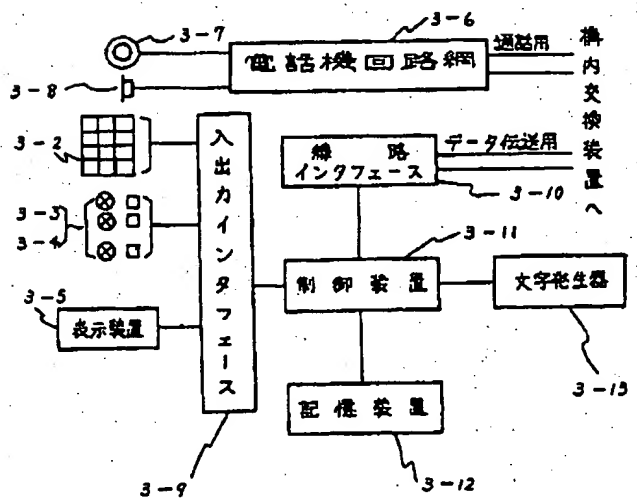 3-6
3-7
電話機回路網
通話用
構内交換装置へ
3-8
3-2
入出力インタフェース
線路
インタフェース
データ伝送用
3-10
3-3
3-4
3-11
制御装置
文字発生器
3-5
表示装置
3-13
記憶装置
3-9
3-12